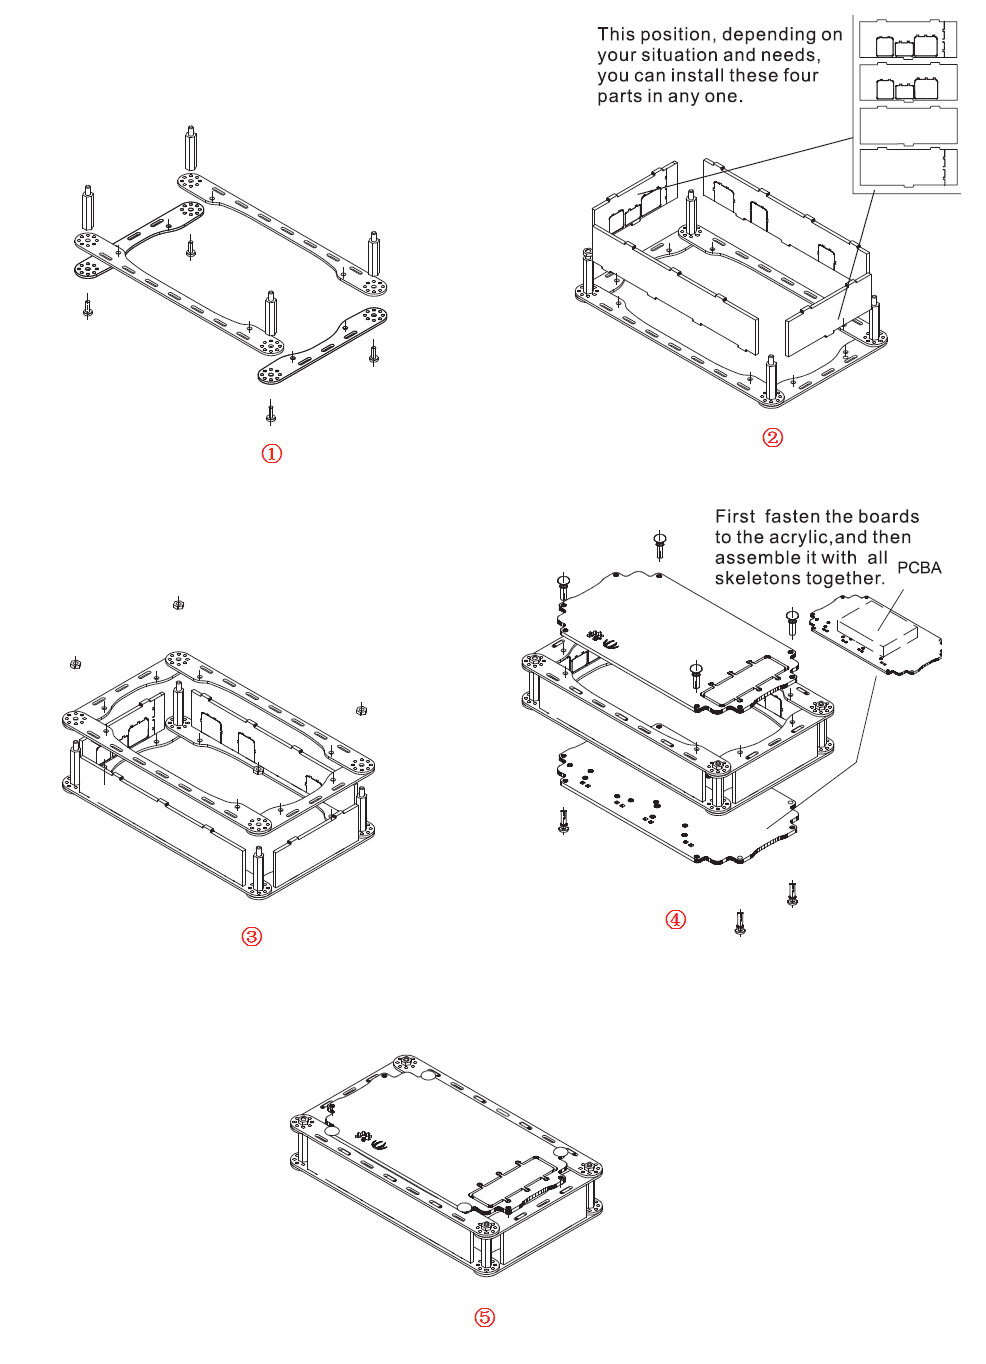 This position, depending on
your situation and needs,
you can install these four
parts in any one.
①
②
First fasten the boards
to the acrylic,and then
assemble it with all
skeletons together.
PCBA
③
④
⑤